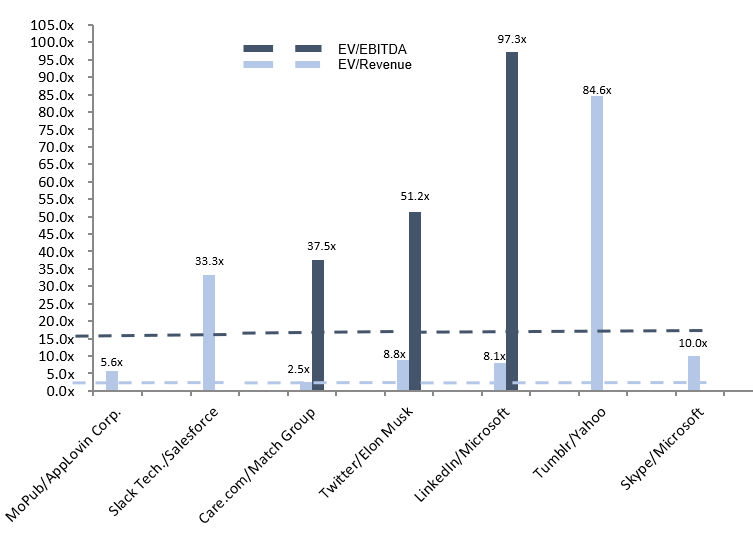 105.0x
100.0x
95.0x
90.0x
85.0x
80.0x
75.0x
70.0x
65.0x
60.0x
55.0x
50.0x
45.0x
40.0x
35.0x
30.0x
25.0x
20.0x
15.0x
10.0x
5.0x
0.0x
EV/EBITDA
EV/Revenue
5.6x
33.3x
2.5x
37.5x
8.8x
51.2x
8.1x
97.3x
84.6x
10.0x
MoPub/AppLovin Corp.
Slack Tech./Salesforce
Care.com/Match Group
Twitter/Elon Musk
LinkedIn/Microsoft
Tumblr/Yahoo
Skype/Microsoft